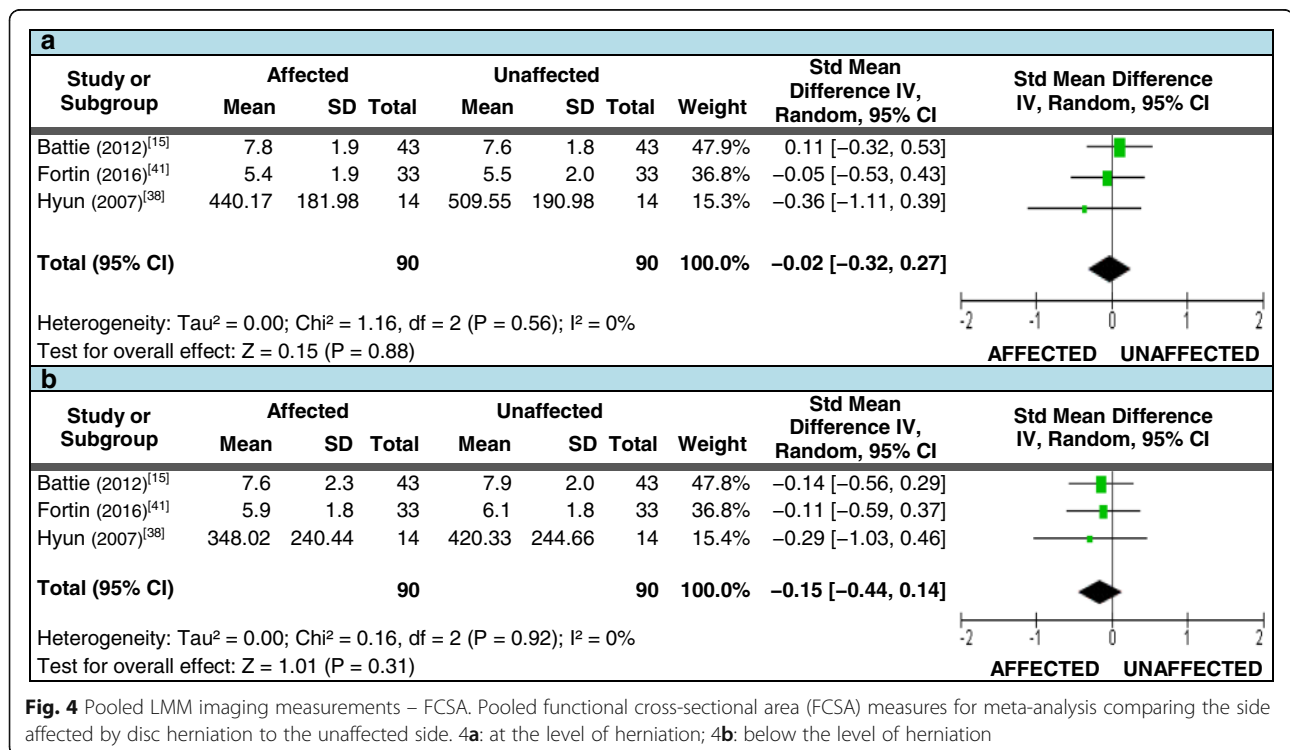 a
Study or Subgroup Affected Unaffected Std Mean Difference IV, Random, 95% CI Std Mean Difference IV, Random, 95% CI
Mean SD Total Mean SD Total Weight
Battie (2012)[15] 7.8 1.9 43 7.6 1.8 43 47.9% 0.11 [−0.32, 0.53]
Fortin (2016)[41] 5.4 1.9 33 5.5 2.0 33 36.8% −0.05 [−0.53, 0.43]
Hyun (2007)[38] 440.17 181.98 14 509.55 190.98 14 15.3% −0.36 [−1.11, 0.39]
Total (95% CI) 90 90 100.0% −0.02 [−0.32, 0.27]
Heterogeneity: Tau² = 0.00; Chi² = 1.16, df = 2 (P = 0.56); I² = 0%
-2 -1 0 1 2
Test for overall effect: Z = 0.15 (P = 0.88)
AFFECTED UNAFFECTED
b
Study or Subgroup Affected Unaffected Std Mean Difference IV, Random, 95% CI Std Mean Difference IV, Random, 95% CI
Mean SD Total Mean SD Total Weight
Battie (2012)[15] 7.6 2.3 43 7.9 2.0 43 47.8% −0.14 [−0.56, 0.29]
Fortin (2016)[41] 5.9 1.8 33 6.1 1.8 33 36.8% −0.11 [−0.59, 0.37]
Hyun (2007)[38] 348.02 240.44 14 420.33 244.66 14 15.4% −0.29 [−1.03, 0.46]
Total (95% CI) 90 90 100.0% −0.15 [−0.44, 0.14]
Heterogeneity: Tau² = 0.00; Chi² = 0.16, df = 2 (P = 0.92); I² = 0%
-2 -1 0 1 2
Test for overall effect: Z = 1.01 (P = 0.31)
AFFECTED UNAFFECTED
Fig. 4 Pooled LMM imaging measurements – FCSA. Pooled functional cross-sectional area (FCSA) measures for meta-analysis comparing the side
affected by disc herniation to the unaffected side. 4a: at the level of herniation; 4b: below the level of herniation